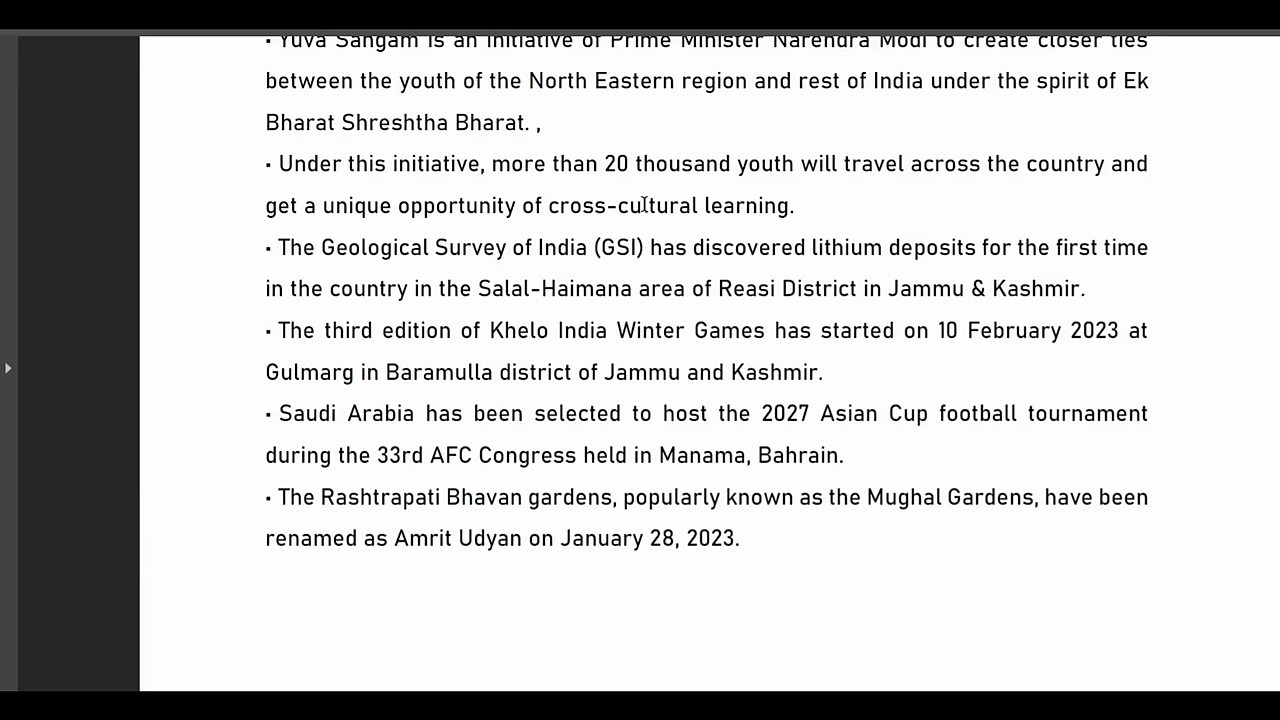 ▪ Yuva Sangam is an initiative of Prime Minister Narendra Modi to create closer ties
between the youth of the North Eastern region and rest of India under the spirit of Ek
Bharat Shreshtha Bharat. ,
▪ Under this initiative, more than 20 thousand youth will travel across the country and
get a unique opportunity of cross-cultural learning.
▪ The Geological Survey of India (GSI) has discovered lithium deposits for the first time
in the country in the Salal-Haimana area of Reasi District in Jammu & Kashmir.
▪ The third edition of Khelo India Winter Games has started on 10 February 2023 at
Gulmarg in Baramulla district of Jammu and Kashmir.
▪ Saudi Arabia has been selected to host the 2027 Asian Cup football tournament
during the 33rd AFC Congress held in Manama, Bahrain.
▪ The Rashtrapati Bhavan gardens, popularly known as the Mughal Gardens, have been
renamed as Amrit Udyan on January 28, 2023.